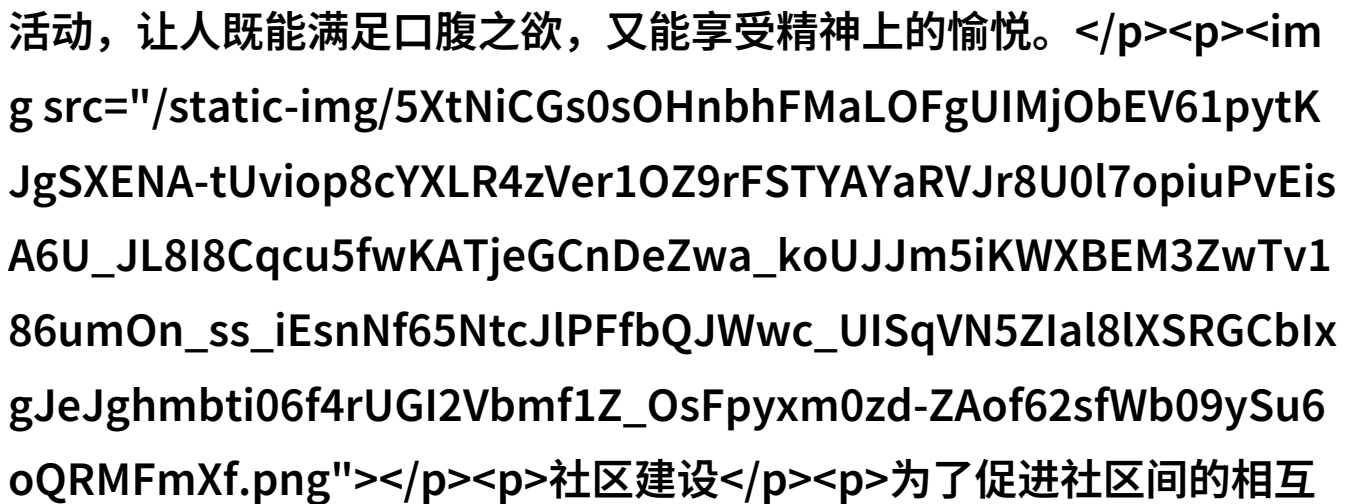 活动，让人既能满足口腹之欲，又能享受精神上的愉悦。</p><p><im
g src="/static-img/5XtNiCGs0sOHnbhFMaLOFgUIMjObEV61pytK
JgSXENA-tUviop8cYXLR4zVer1OZ9rFSTYAYaRVJr8U0l7opiuPvEis
A6U_JL8I8Cqcu5fwKATjeGCnDeZwa_koUJJm5iKWXBEM3ZwTv1
86umOn_ss_iEsnNf65NtcJlPFfbQJWwc_UISqVN5ZIal8lXSRGCbIx
gJeJghmbti06f4rUGI2Vbmf1Z_OsFpyxm0zd-ZAof62sfWb09ySu6
oQRMFmXf.png"></p><p>社区建设</p><p>为了促进社区间的相互